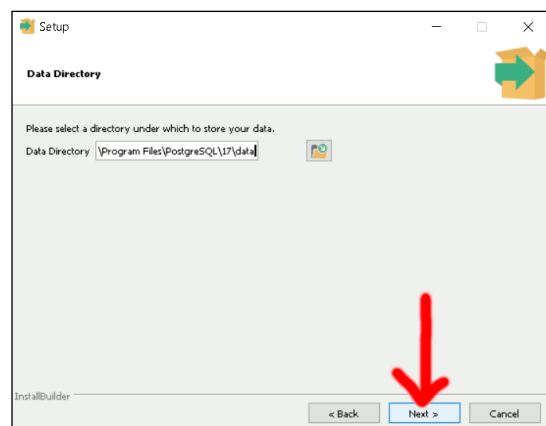 Setup
Data Directory
Please select a directory under which to store your data.
Data Directory \Program Files\PostgreSQL\17\data
InstallBuilder
< Back Next > Cancel